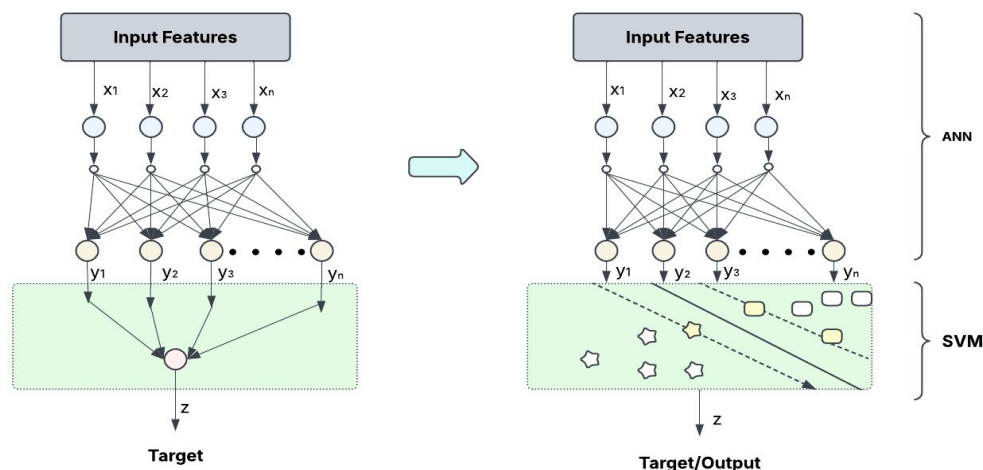 Input Features
x1 x2 x3 xn
y1 y2 y3 yn
z
Target
Input Features
x1 x2 x3 xn
y1 y2 y3 yn
z
Target/Output
ANN
SVM